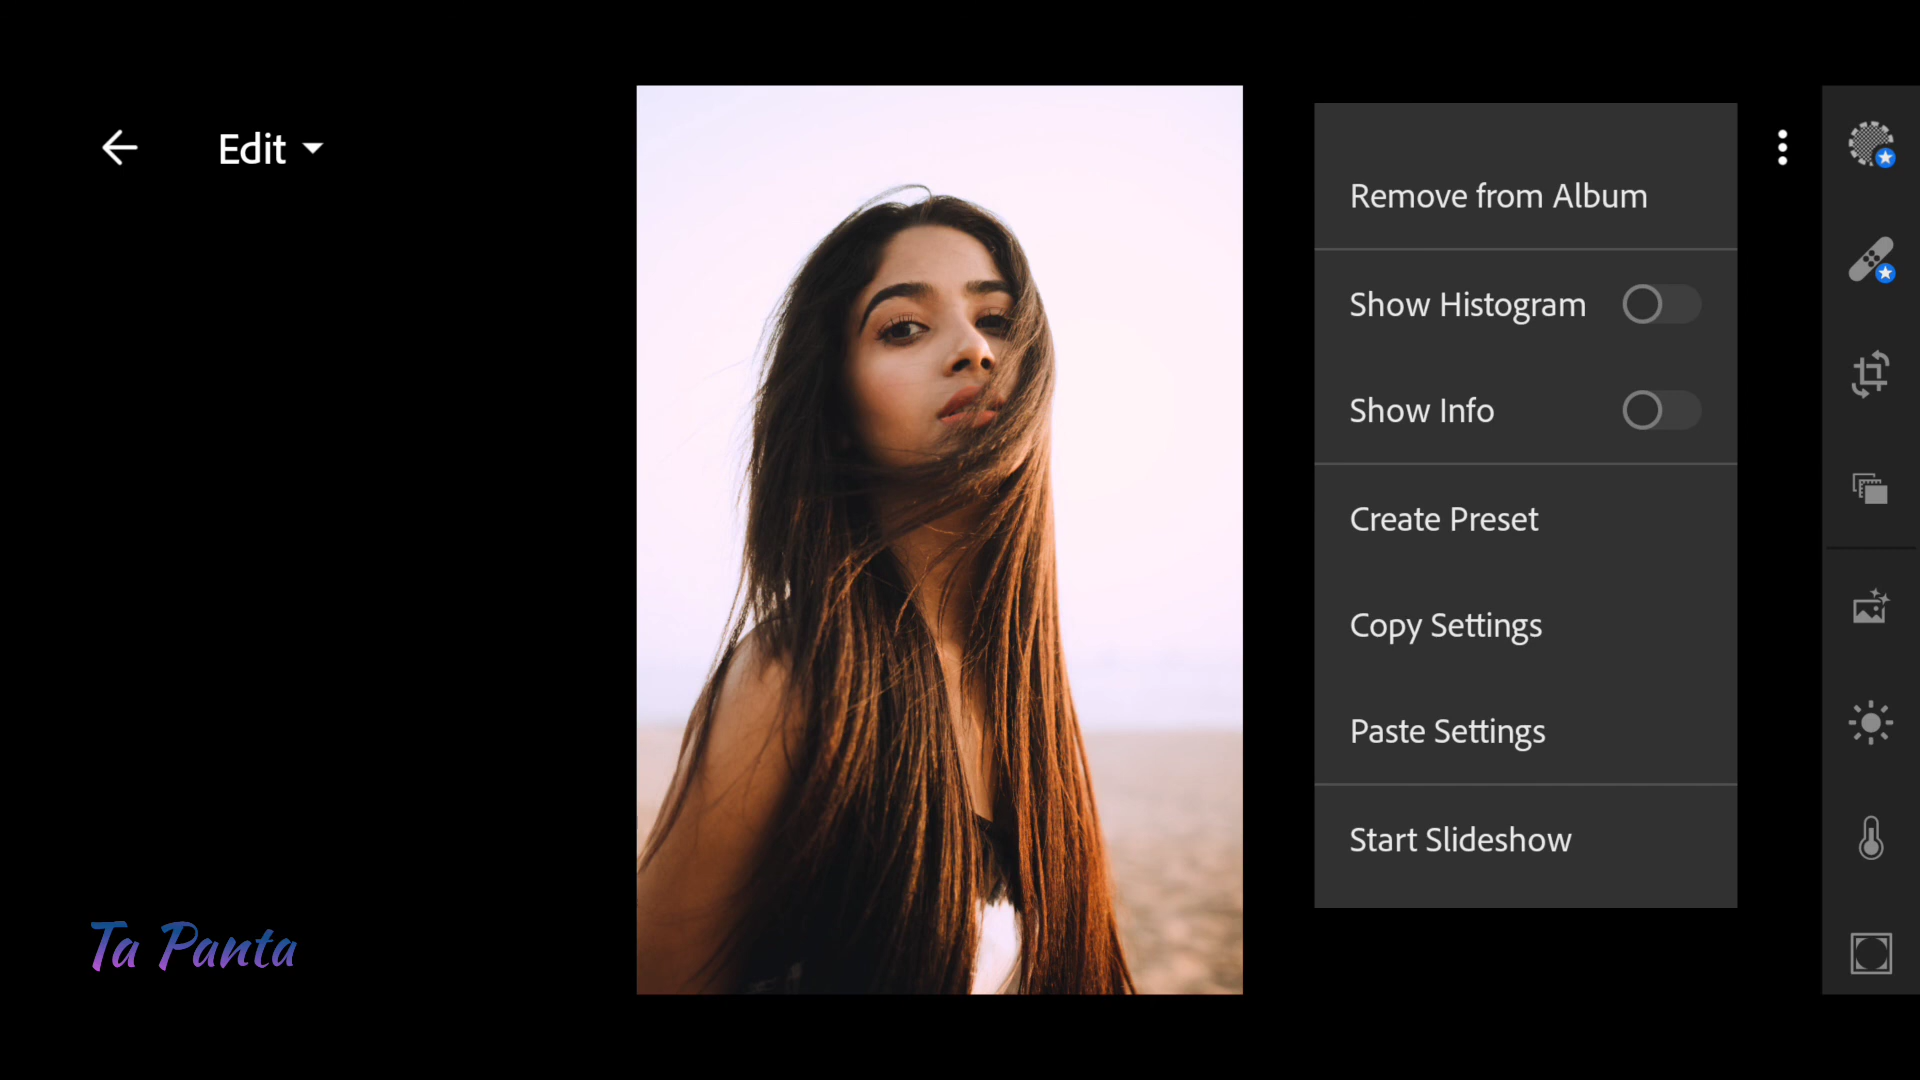 Edit
Remove from Album
Show Histogram
Show Info
Create Preset
Copy Settings
Paste Settings
Start Slideshow
Ta Panta